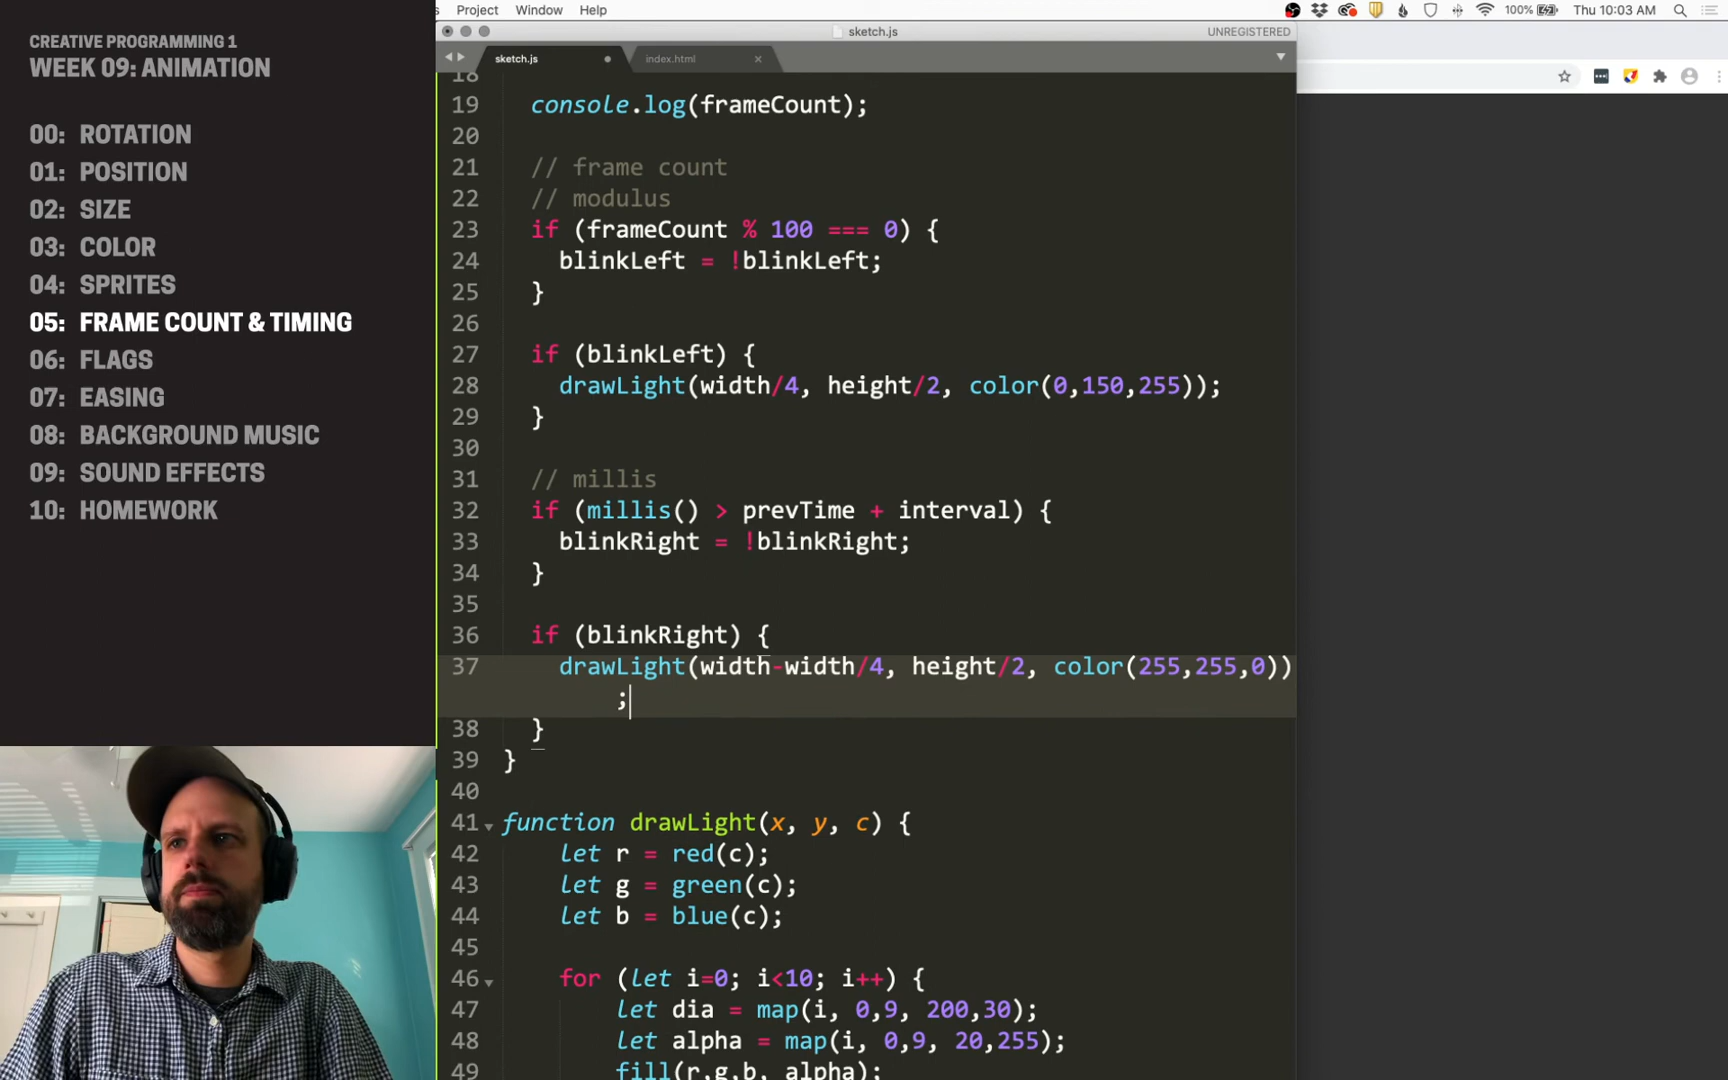 Project Window Help
100% Thu 10:03 AM
CREATIVE PROGRAMMING 1
WEEK 09: ANIMATION
00: ROTATION
01: POSITION
02: SIZE
03: COLOR
04: SPRITES
05: FRAME COUNT & TIMING
06: FLAGS
07: EASING
08: BACKGROUND MUSIC
09: SOUND EFFECTS
10: HOMEWORK
sketch.js
UNREGISTERED
sketch.js
index.html
18
19 console.log(frameCount);
20
21 // frame count
22 // modulus
23 if (frameCount % 100 === 0) {
24 blinkLeft = !blinkLeft;
25 }
26
27 if (blinkLeft) {
28 drawLight(width/4, height/2, color(0,150,255));
29 }
30
31 // millis
32 if (millis() > prevTime + interval) {
33 blinkRight = !blinkRight;
34 }
35
36 if (blinkRight) {
37 drawLight(width-width/4, height/2, color(255,255,0))
;
38 }
39 }
40
41 function drawLight(x, y, c) {
42 let r = red(c);
43 let g = green(c);
44 let b = blue(c);
45
46 for (let i=0; i<10; i++) {
47 let dia = map(i, 0,9, 200,30);
48 let alpha = map(i, 0,9, 20,255);
49 fill(r,g,b, alpha);